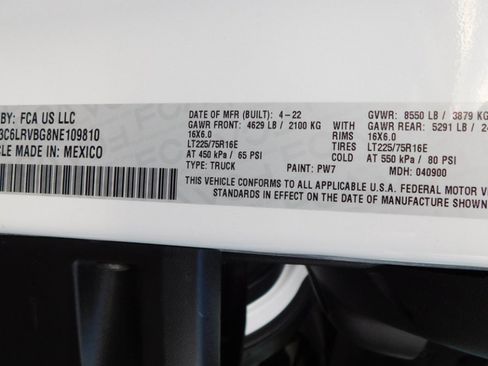 BY: FCA US LLC
3C6LRVBG8NE109810
CLE MADE IN: MEXICO
DATE OF MFR (BUILT): 4-22
GAWR FRONT: 4629 LB / 2100 KG
16X6.0
LT225/75R16E
AT 450 kPa / 65 PSI
TYPE: TRUCK PAINT: PW7
WITH
RIMS
TIRES
COLD
GVWR: 8550 LB / 3879 KG
GAWR REAR: 5291 LB / 24
16X6.0
LT225/75R16E
AT 550 kPa / 80 PSI
MDH: 040900
THIS VEHICLE CONFORMS TO ALL APPLICABLE U.S.A. FEDERAL MOTOR V
STANDARDS IN EFFECT ON THE DATE OF MANUFACTURE SHOWN